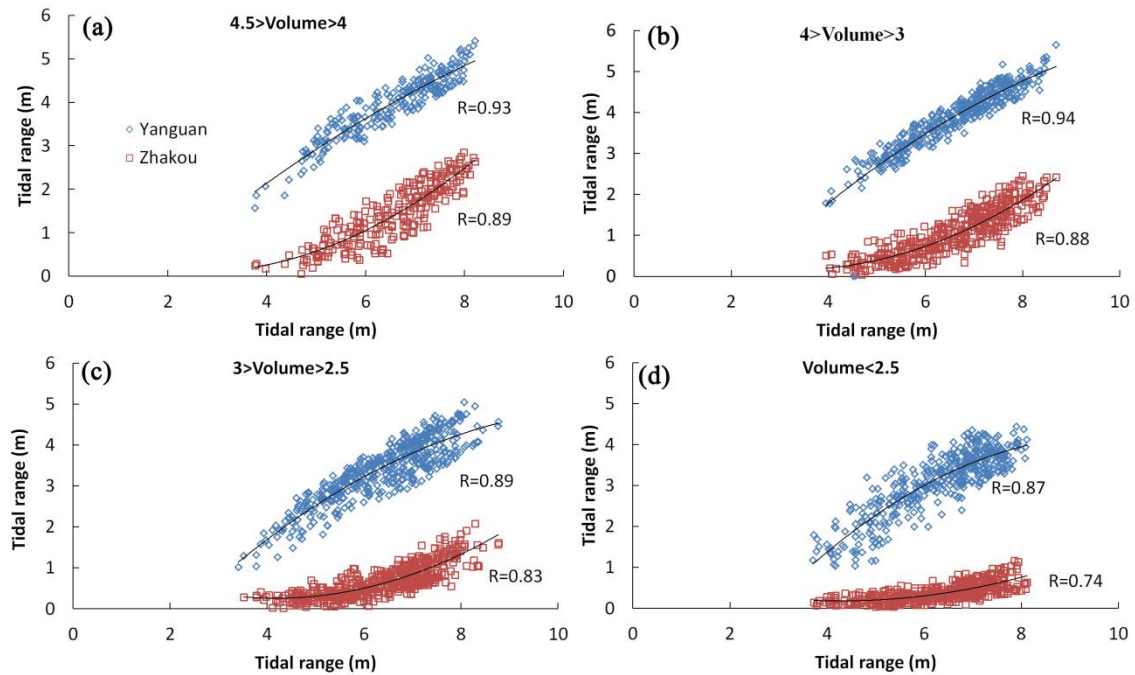 (a)
4.5>Volume>4
Tidal range (m)
6
5
4
3
2
1
0
Yanguan
Zhakou
R=0.93
R=0.89
0 2 4 6 8 10
Tidal range (m)
(b)
4>Volume>3
Tidal range (m)
6
5
4
3
2
1
0
R=0.94
R=0.88
0 2 4 6 8 10
Tidal range (m)
(c)
3>Volume>2.5
Tidal range (m)
6
5
4
3
2
1
0
R=0.89
R=0.83
0 2 4 6 8 10
Tidal range (m)
(d)
Volume<2.5
Tidal range (m)
6
5
4
3
2
1
0
R=0.87
R=0.74
0 2 4 6 8 10
Tidal range (m)